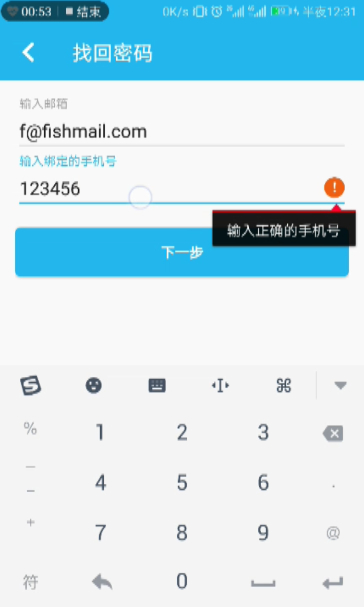 00:53 结束 0K/s 半夜12:31
找回密码
输入邮箱
f@fishmail.com
输入绑定的手机号
123456
!
输入正确的手机号
下一步
% 1 2 3
- 4 5 6 .
+ 7 8 9 @
符 0